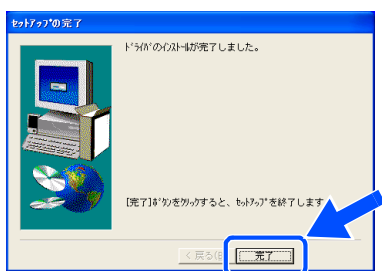 ｾｯﾄｱｯﾌﾟの完了
ﾄﾞﾗｲﾊﾞのｲﾝｽﾄｰﾙが完了しました。
[完了]ﾎﾞﾀﾝをｸﾘｯｸすると、ｾｯﾄｱｯﾌﾟを終了します
< 戻る(B
完了